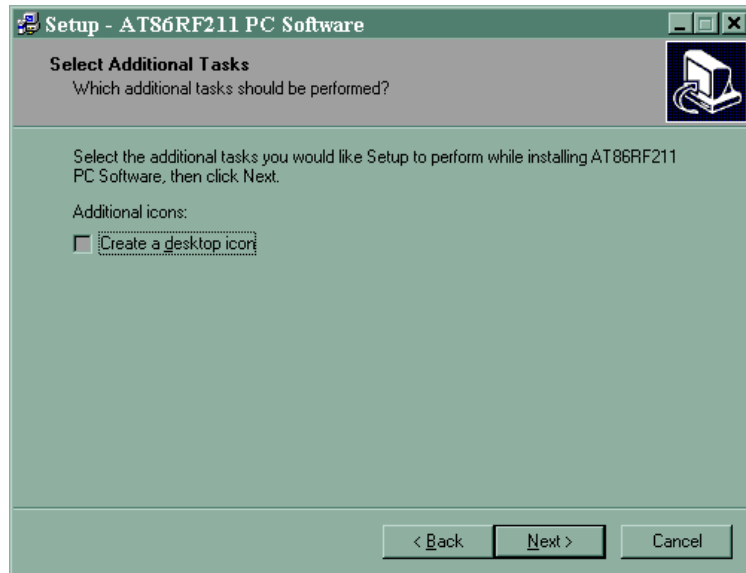 Setup - AT86RF211 PC Software
Select Additional Tasks
Which additional tasks should be performed?
Select the additional tasks you would like Setup to perform while installing AT86RF211
PC Software, then click Next.
Additional icons:
Create a desktop icon
< Back
Next >
Cancel